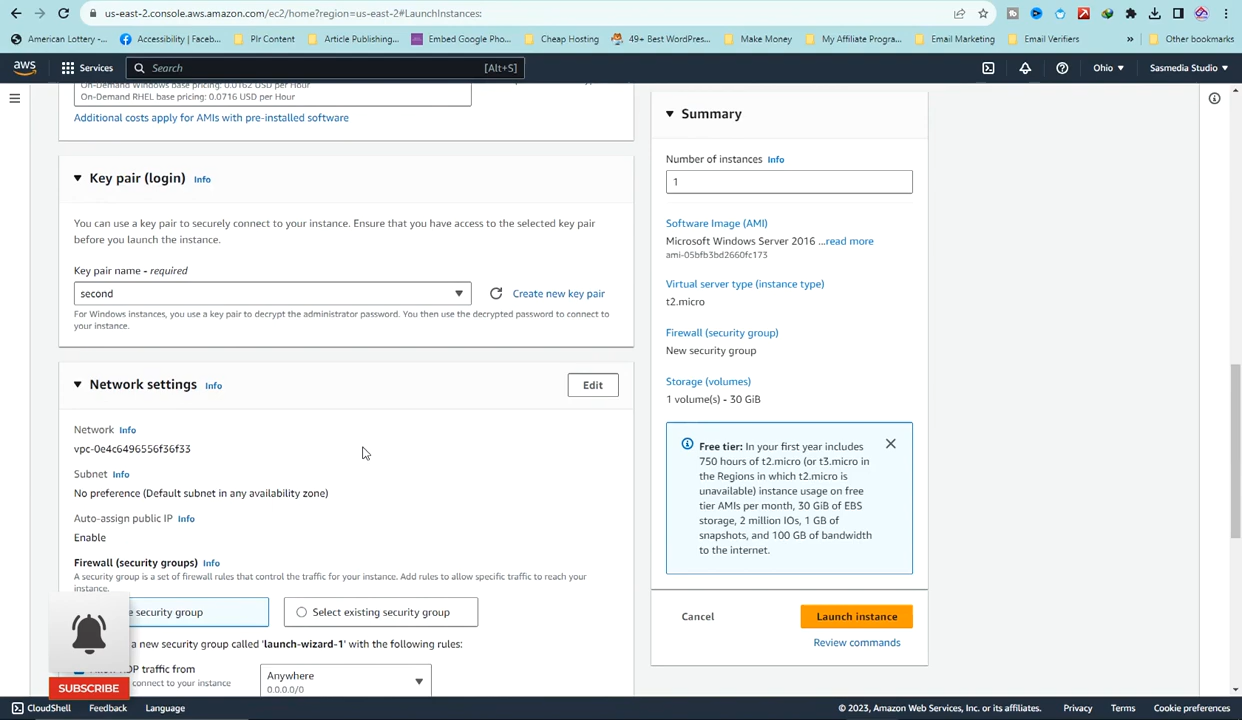 us-east-2.console.aws.amazon.com/ec2/home?region=us-east-2#LaunchInstances:
American Lottery -...
Accessibility | Faceb...
Plr Content
Article Publishing...
Embed Google Pho...
Cheap Hosting
49+ Best WordPress...
Make Money
My Affiliate Progra...
Email Marketing
Email Verifiers
»
Other bookmarks
aws
Services
Search
[Alt+S]
Ohio
Sasmedia Studio
On-Demand Windows base pricing: 0.0162 USD per Hour
On-Demand RHEL base pricing: 0.0716 USD per Hour
Additional costs apply for AMIs with pre-installed software
Key pair (login) Info
You can use a key pair to securely connect to your instance. Ensure that you have access to the selected key pair
before you launch the instance.
Key pair name - required
second
Create new key pair
For Windows instances, you use a key pair to decrypt the administrator password. You then use the decrypted password to connect to
your instance.
Network settings Info
Edit
Network Info
vpc-0e4c6496556f36f33
Subnet Info
No preference (Default subnet in any availability zone)
Auto-assign public IP Info
Enable
Firewall (security groups) Info
A security group is a set of firewall rules that control the traffic for your instance. Add rules to allow specific traffic to reach your
instance.
security group
Select existing security group
a new security group called 'launch-wizard-1' with the following rules:
traffic from
connect to your instance
Anywhere
0.0.0.0/0
SUBSCRIBE
Summary
Number of instances Info
1
Software Image (AMI)
Microsoft Windows Server 2016 ...read more
ami-05bfb3bd2660fc173
Virtual server type (instance type)
t2.micro
Firewall (security group)
New security group
Storage (volumes)
1 volume(s) - 30 GiB
Free tier: In your first year includes
750 hours of t2.micro (or t3.micro in
the Regions in which t2.micro is
unavailable) instance usage on free
tier AMIs per month, 30 GiB of EBS
storage, 2 million IOs, 1 GB of
snapshots, and 100 GB of bandwidth
to the internet.
Cancel
Launch instance
Review commands
CloudShell
Feedback
Language
© 2023, Amazon Web Services, Inc. or its affiliates.
Privacy
Terms
Cookie preferences